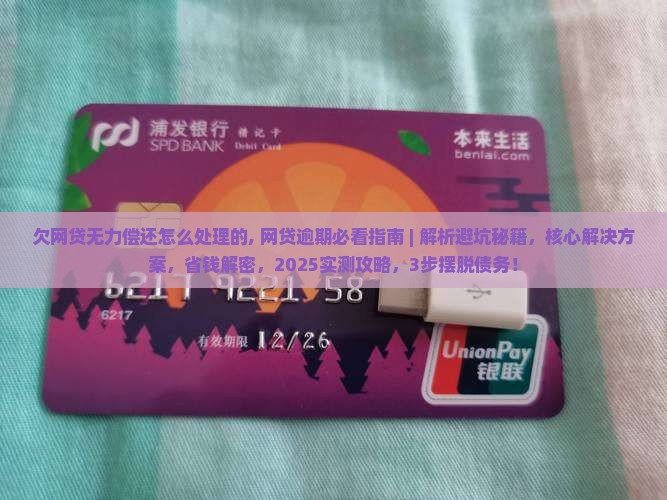 浦发银行 借记卡
SPD BANK Debit Card
本来生活
benlai.com
欠网贷无力偿还怎么处理的, 网贷逾期必看指南 | 解析避坑秘籍，核心解决方
案，省钱解密，2025实测攻略，3步摆脱债务！
6217 9221 587
6217
有效期限 12/26
UnionPay
银联